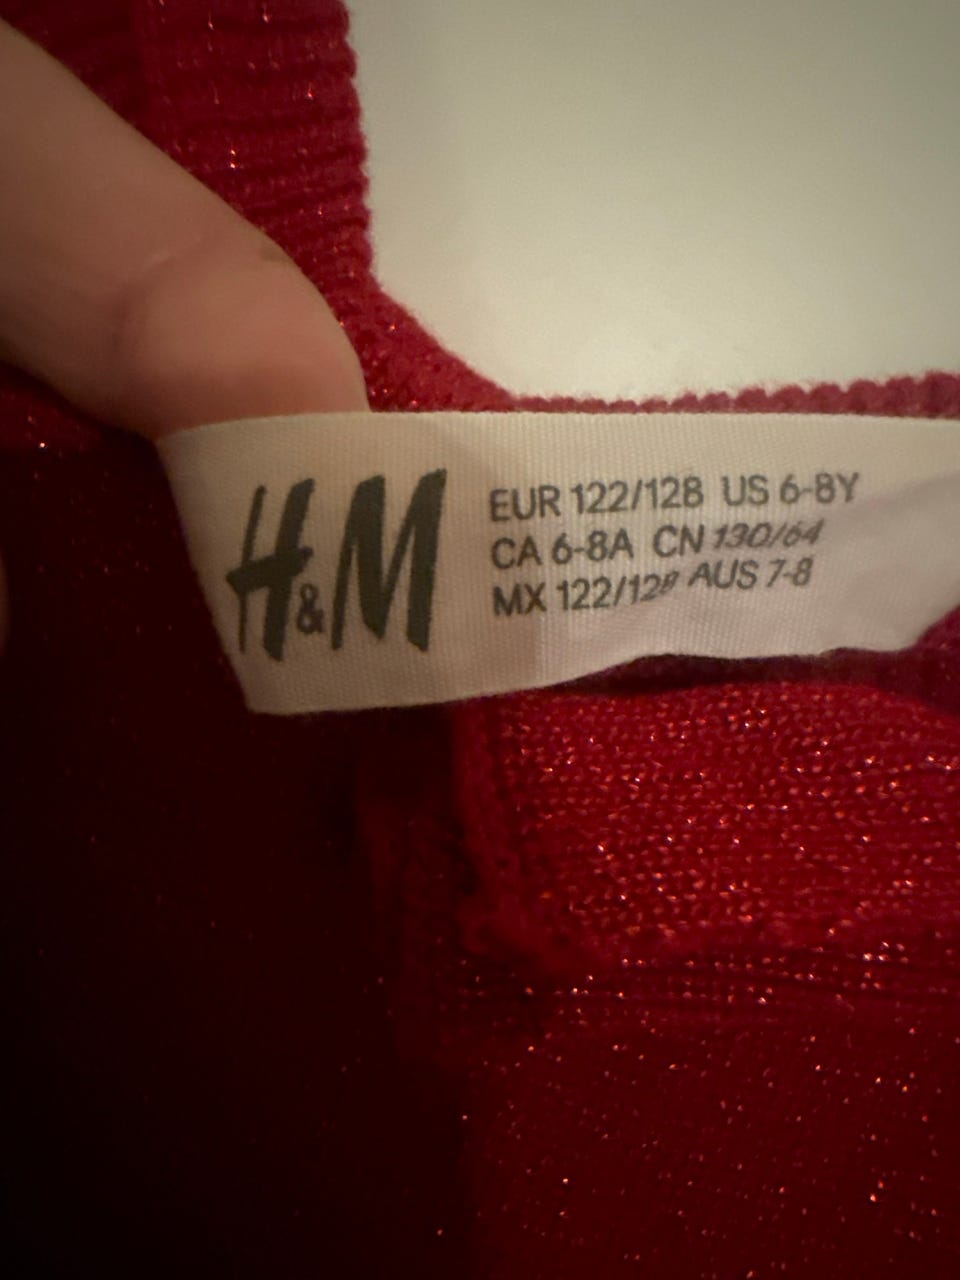 H&M
EUR 122/128 US 6-8Y
CA 6-8A CN 130/64
MX 122/128 AUS 7-8